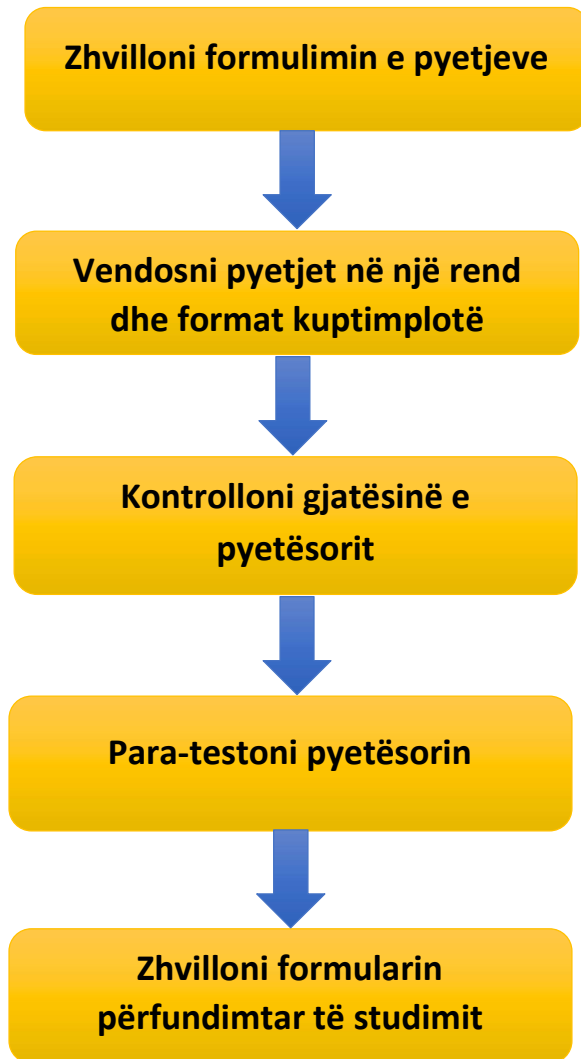 Zhvilloni formulimin e pyetjeve
Vendosni pyetjet në një rend
dhe format kuptimplotë
Kontrolloni gjatësinë e
pyetësorit
Para-testoni pyetësorin
Zhvilloni formularin
përfundimtar të studimit